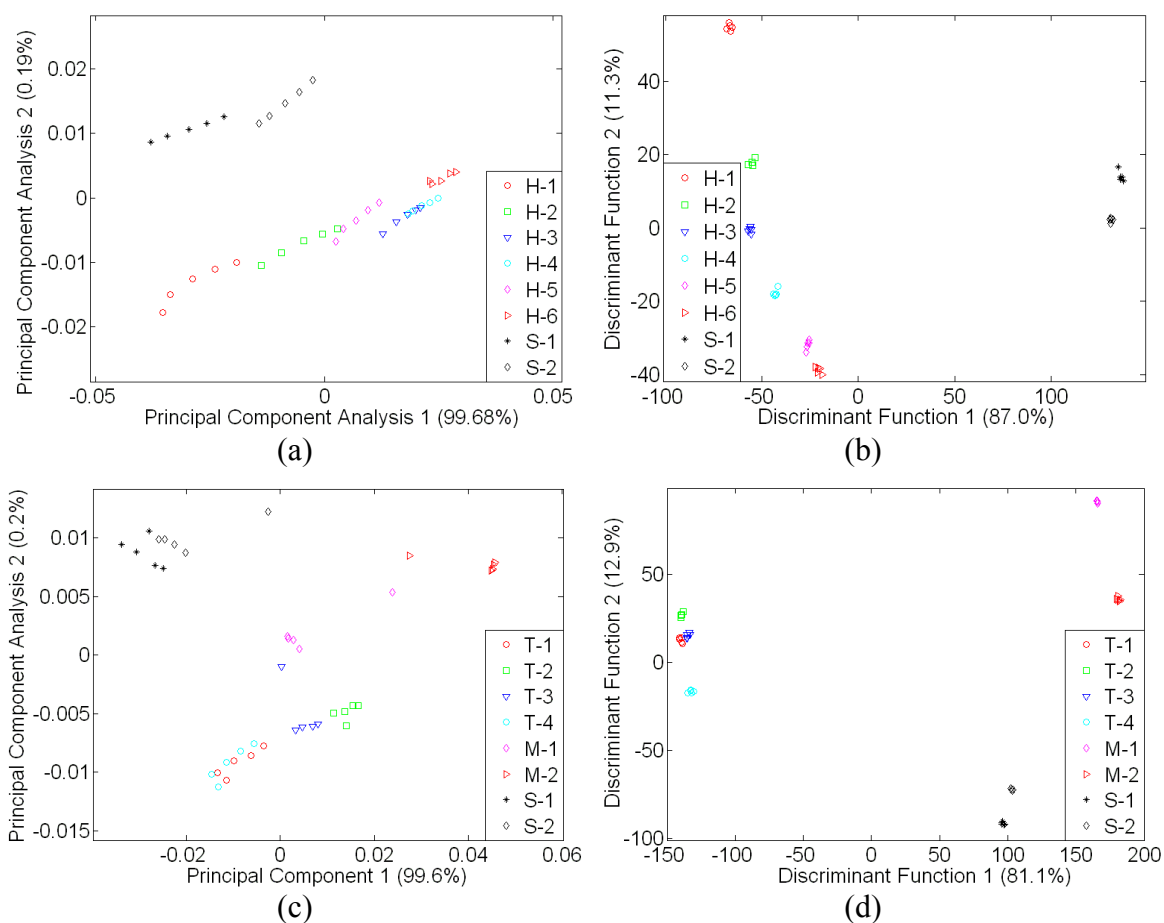 Principal Component Analysis 2 (0.19%)
0.02
0.01
0
-0.01
-0.02
-0.05
0
0.05
Principal Component Analysis 1 (99.68%)
H-1
H-2
H-3
H-4
H-5
H-6
S-1
S-2
(a)
Discriminant Function 2 (11.3%)
40
20
0
-20
-40
-100
-50
0
50
100
Discriminant Function 1 (87.0%)
H-1
H-2
H-3
H-4
H-5
H-6
S-1
S-2
(b)
Principal Component Analysis 2 (0.2%)
0.01
0.005
0
-0.005
-0.01
-0.015
-0.02
0
0.02
0.04
0.06
Principal Component 1 (99.6%)
T-1
T-2
T-3
T-4
M-1
M-2
S-1
S-2
(c)
Discriminant Function 2 (12.9%)
50
0
-50
-100
-150
-100
-50
0
50
100
150
200
Discriminant Function 1 (81.1%)
T-1
T-2
T-3
T-4
M-1
M-2
S-1
S-2
(d)